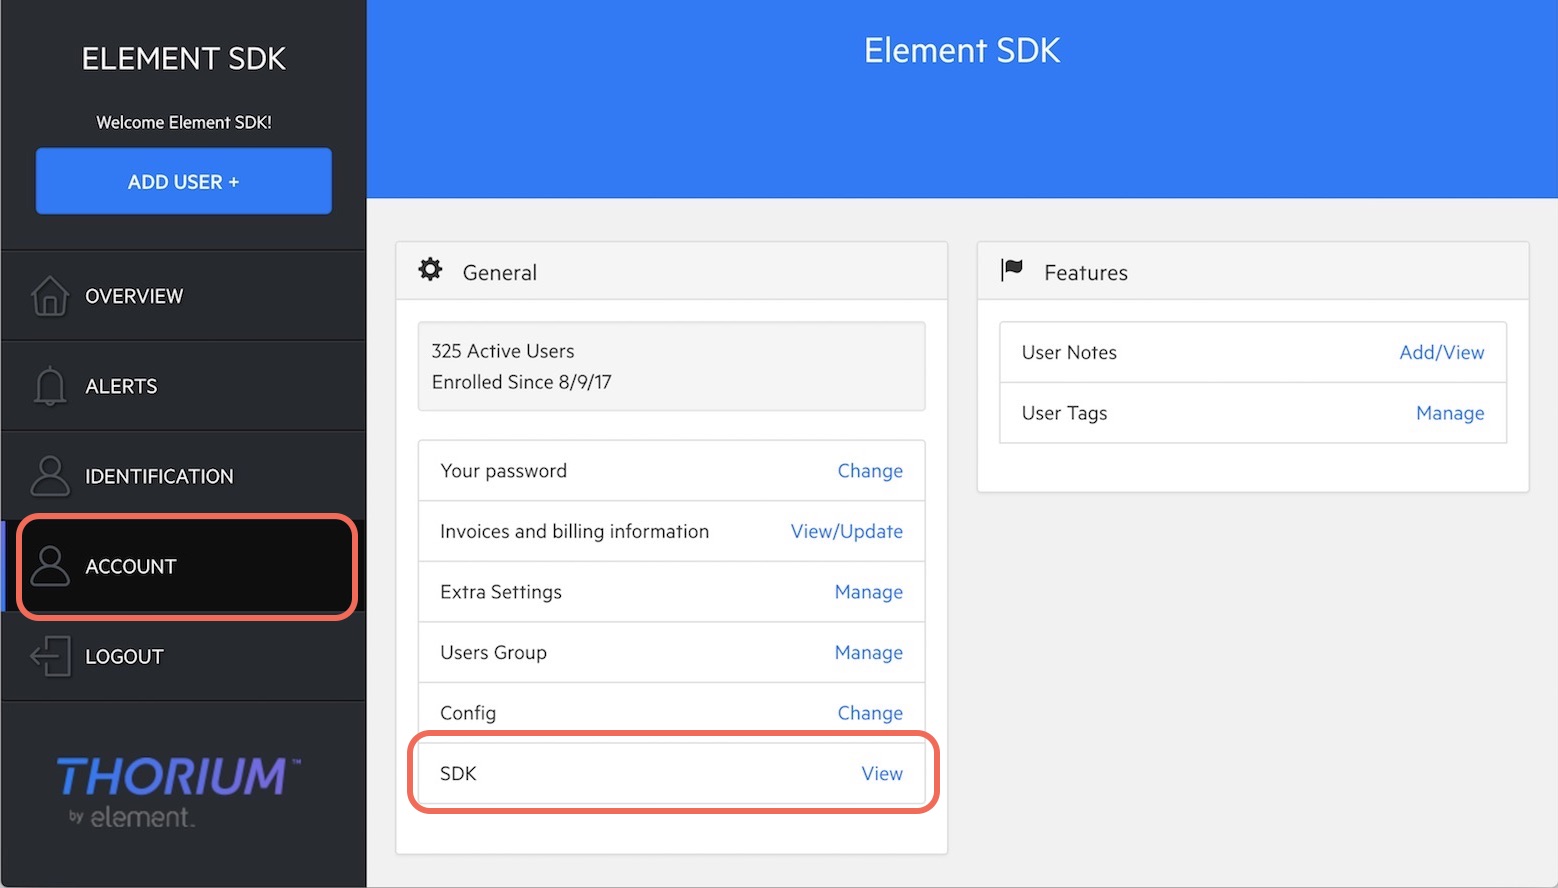 ELEMENT SDK
Welcome Element SDK!
ADD USER +
OVERVIEW
ALERTS
IDENTIFICATION
ACCOUNT
LOGOUT
THORIUM™
by element.
Element SDK
General
325 Active Users
Enrolled Since 8/9/17
Your password Change
Invoices and billing information View/Update
Extra Settings Manage
Users Group Manage
Config Change
SDK View
Features
User Notes Add/View
User Tags Manage